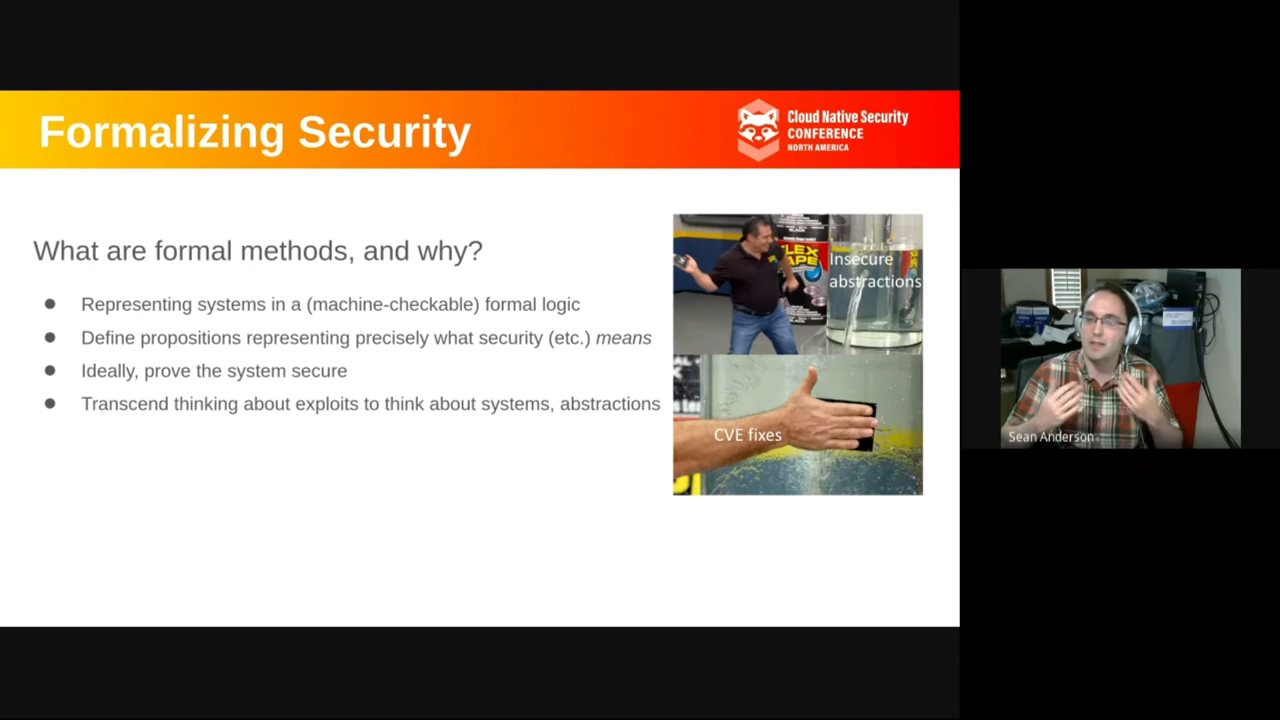 Formalizing Security
Cloud Native Security
CONFERENCE
NORTH AMERICA
What are formal methods, and why?
● Representing systems in a (machine-checkable) formal logic
● Define propositions representing precisely what security (etc.) means
● Ideally, prove the system secure
● Transcend thinking about exploits to think about systems, abstractions
FLEX
TAPE
Insecure
abstractions
CVE fixes
Sean Anderson